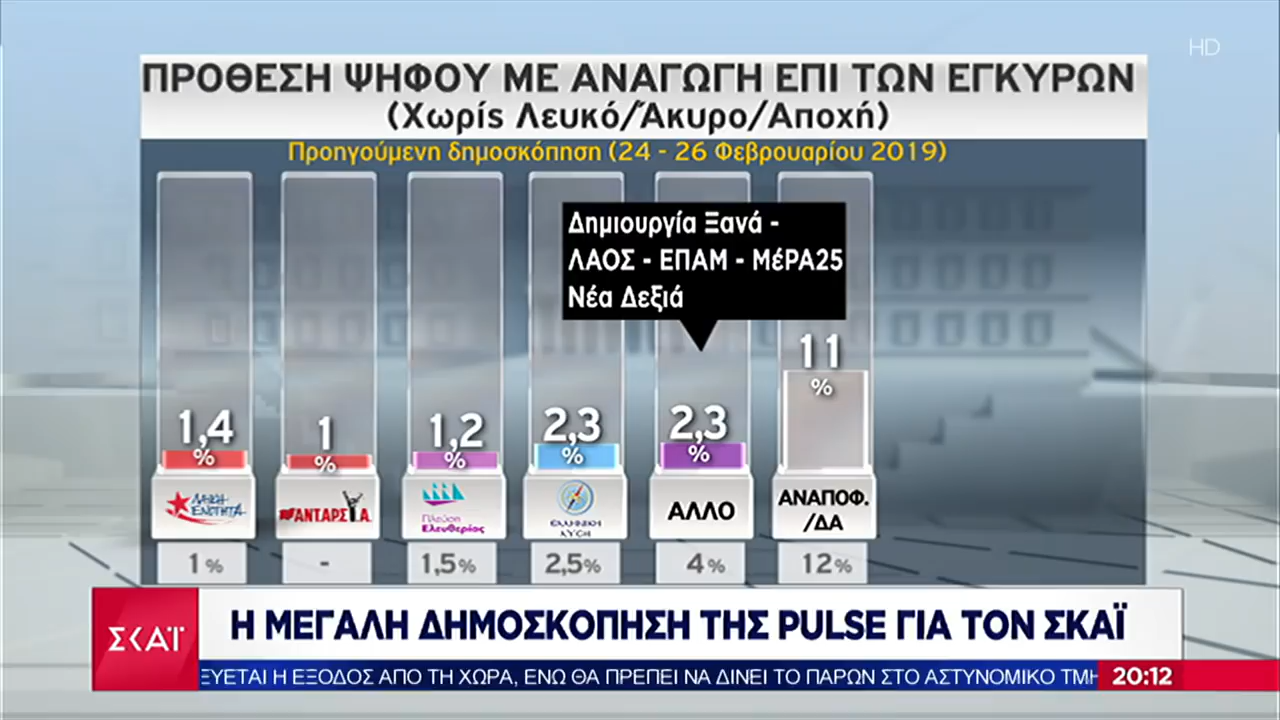 HD
ΠΡΟΘΕΣΗ ΨΗΦΟΥ ΜΕ ΑΝΑΓΩΓΗ ΕΠΙ ΤΩΝ ΕΓΚΥΡΩΝ
(Χωρίς Λευκό/Άκυρο/Αποχή)
Προηγούμενη δημοσκόπηση (24 - 26 Φεβρουαρίου 2019)
Δημιουργία Ξανά -
ΛΑΟΣ - ΕΠΑΜ - ΜέΡΑ25
Νέα Δεξιά
1,4 % 1 % 1,2 % 2,3 % 2,3 % 11 %
ΛΑΪΚΗ ΕΝΟΤΗΤΑ
ΑΝΤΑΡΣΥΑ
Πλεύση Ελευθερίας
ΕΛΛΗΝΙΚΗ ΛΥΣΗ
ΑΛΛΟ
ΑΝΑΠΟΦ.
/ΔΑ
1% - 1,5% 2,5% 4% 12%
ΣΚΑΪ
Η ΜΕΓΑΛΗ ΔΗΜΟΣΚΟΠΗΣΗ ΤΗΣ PULSE ΓΙΑ ΤΟΝ ΣΚΑΪ
ΕΥΕΤΑΙ Η ΕΞΟΔΟΣ ΑΠΟ ΤΗ ΧΩΡΑ, ΕΝΩ ΘΑ ΠΡΕΠΕΙ ΝΑ ΔΙΝΕΙ ΤΟ ΠΑΡΩΝ ΣΤΟ ΑΣΤΥΝΟΜΙΚΟ ΤΜΗ
20:12